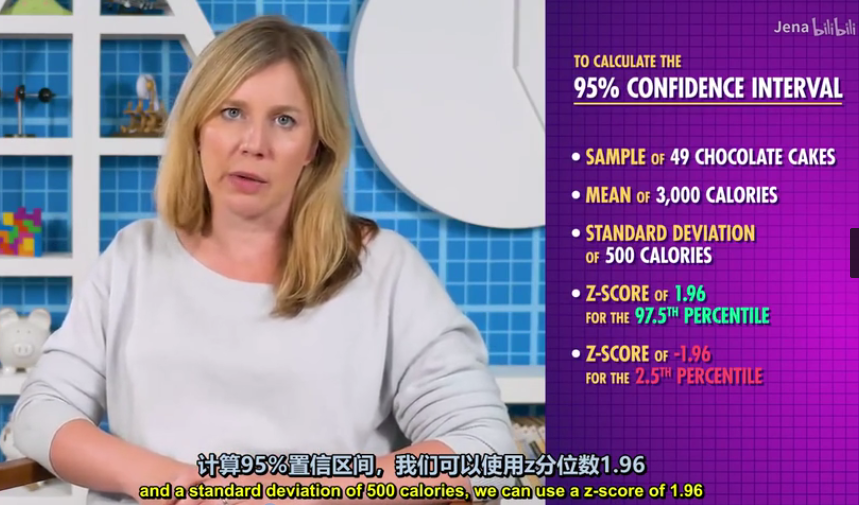 Jena bilibili
TO CALCULATE THE
95% CONFIDENCE INTERVAL
• SAMPLE OF 49 CHOCOLATE CAKES
• MEAN OF 3,000 CALORIES
• STANDARD DEVIATION
OF 500 CALORIES
• Z-SCORE OF 1.96
FOR THE 97.5TH PERCENTILE
• Z-SCORE OF -1.96
FOR THE 2.5TH PERCENTILE
计算95%置信区间，我们可以使用z分位数1.96
and a standard deviation of 500 calories, we can use a z-score of 1.96